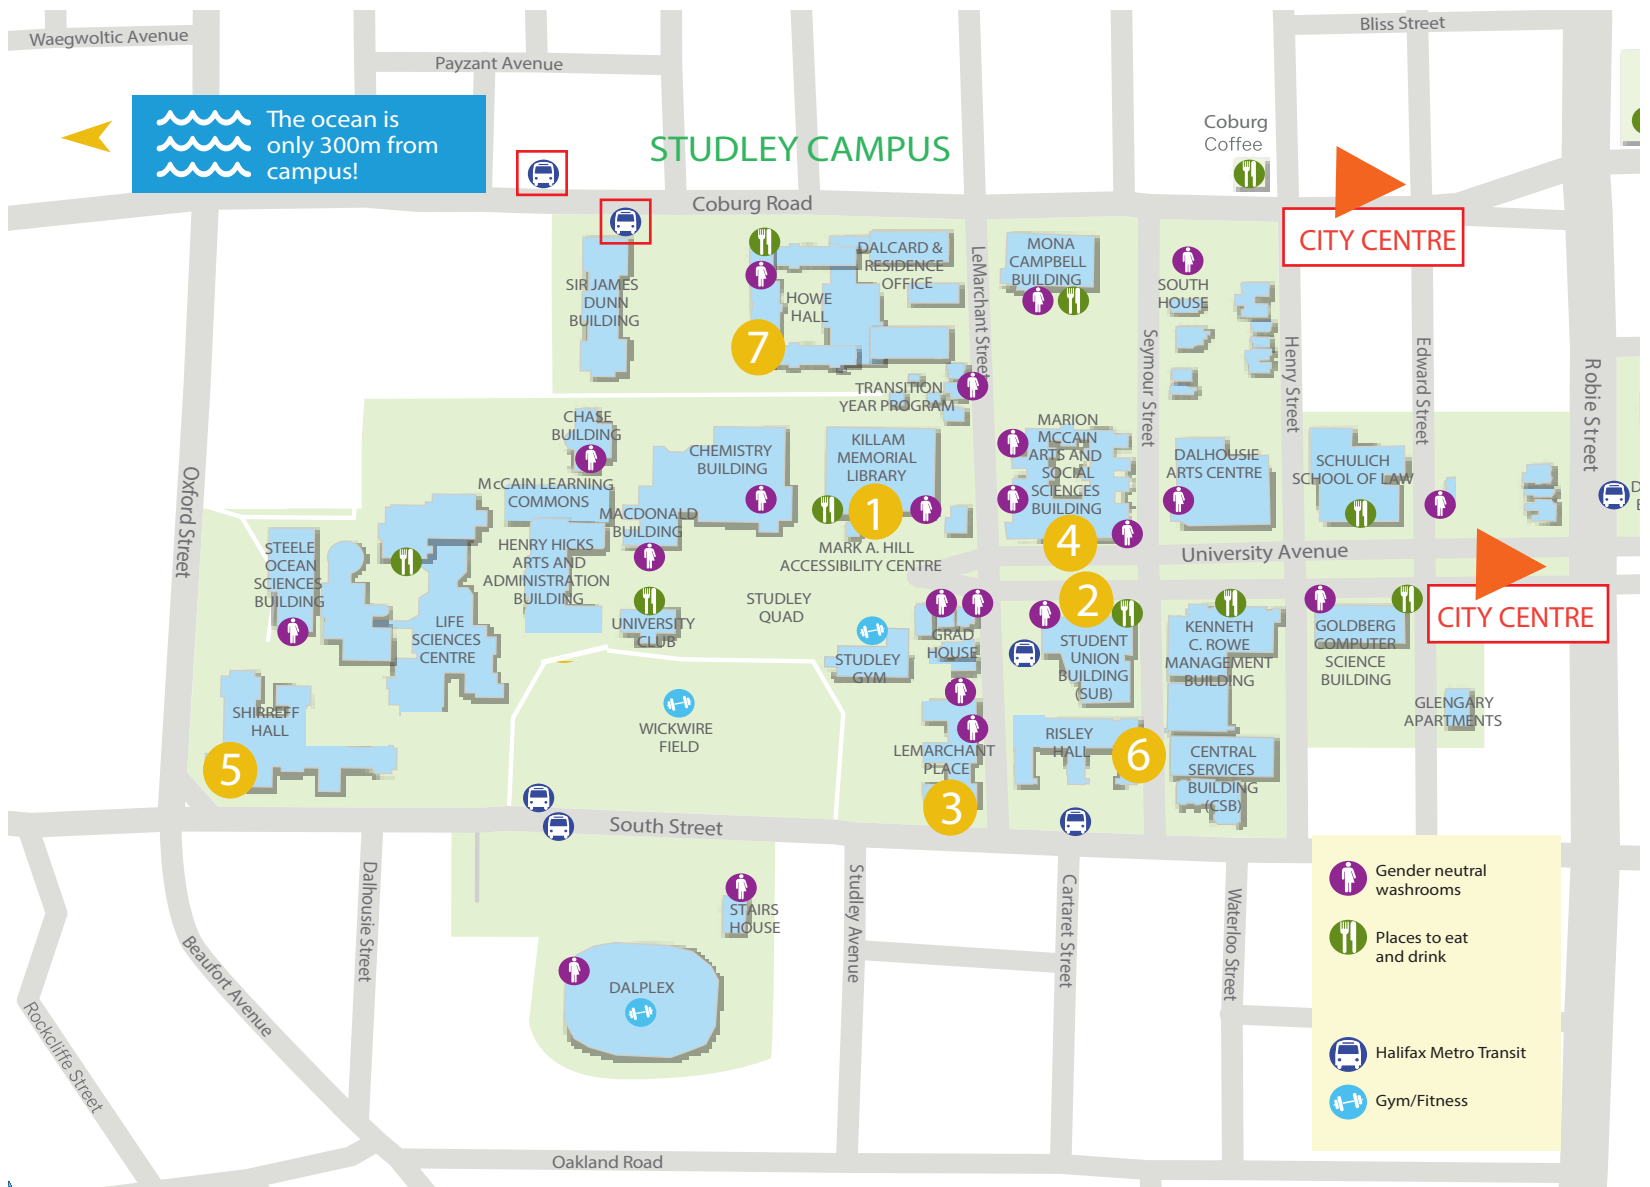 Waegwoltic Avenue
Payzant Avenue
Bliss Street
The ocean is
only 300m from
campus!
STUDLEY CAMPUS
Coburg
Coffee
Coburg Road
CITY CENTRE
SIR JAMES
DUNN
BUILDING
HOWE
HALL
DALCARD &
RESIDENCE
OFFICE
LeMarchant Street
MONA
CAMPBELL
BUILDING
SOUTH
HOUSE
Seymour Street
Henry Street
Edward Street
Robie Street
7
TRANSITION
YEAR PROGRAM
CHASE
BUILDING
CHEMISTRY
BUILDING
KILLAM
MEMORIAL
LIBRARY
1
MARION
MCCAIN
ARTS AND
SOCIAL
SCIENCES
BUILDING
4
DALHOUSIE
ARTS CENTRE
SCHULICH
SCHOOL OF LAW
D
Oxford Street
McCAIN LEARNING
COMMONS
MACDONALD
BUILDING
MARK A. HILL
ACCESSIBILITY CENTRE
University Avenue
STEELE
OCEAN
SCIENCES
BUILDING
HENRY HICKS
ARTS AND
ADMINISTRATION
BUILDING
STUDLEY
QUAD
2
CITY CENTRE
LIFE
SCIENCES
CENTRE
UNIVERSITY
CLUB
STUDLEY
GYM
GRAD
HOUSE
STUDENT
UNION
BUILDING
(SUB)
KENNETH
C. ROWE
MANAGEMENT
BUILDING
GOLDBERG
COMPUTER
SCIENCE
BUILDING
SHIRREFF
HALL
5
WICKWIRE
FIELD
LEMARCHANT
PLACE
3
RISLEY
HALL
6
CENTRAL
SERVICES
BUILDING
(CSB)
GLENGARY
APARTMENTS
South Street
Dalhousie Street
Beaufort Avenue
Rockcliffe Street
STAIRS
HOUSE
DALPLEX
Studley Avenue
Cartaret Street
Waterloo Street
Oakland Road
Gender neutral
washrooms
Places to eat
and drink
Halifax Metro Transit
Gym/Fitness